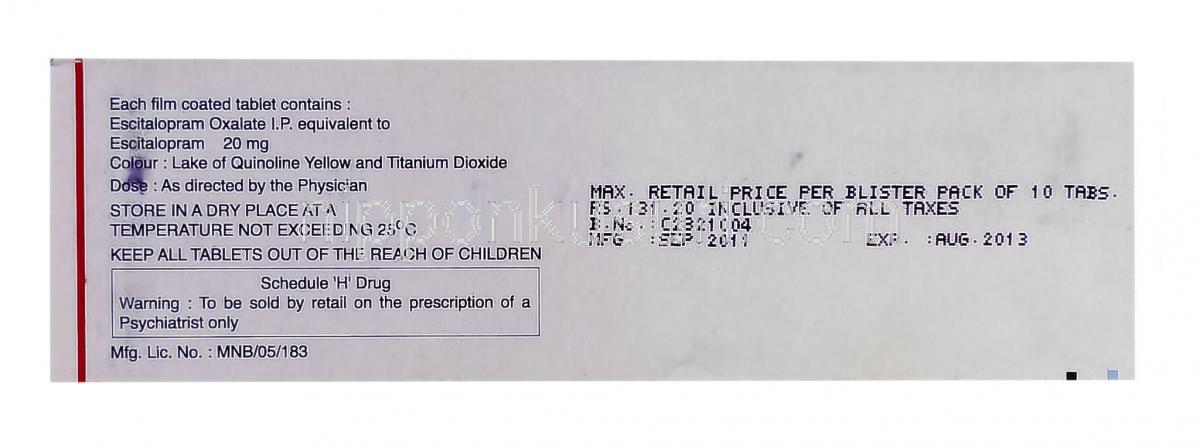 Each film coated tablet contains :
Escitalopram Oxalate I.P. equivalent to
Escitalopram 20 mg
Colour : Lake of Quinoline Yellow and Titanium Dioxide
Dose : As directed by the Physician
STORE IN A DRY PLACE AT A
TEMPERATURE NOT EXCEEDING 25°C
KEEP ALL TABLETS OUT OF THE REACH OF CHILDREN
Schedule 'H' Drug
Warning : To be sold by retail on the prescription of a
Psychiatrist only
Mfg. Lic. No. : MNB/05/183
MAX. RETAIL PRICE PER BLISTER PACK OF 10 TABS.
RS.131.20 INCLUSIVE OF ALL TAXES
B.No. C2321004
MFG :SEP.2011 EXP. :AUG.2013
nipponkusuri.com